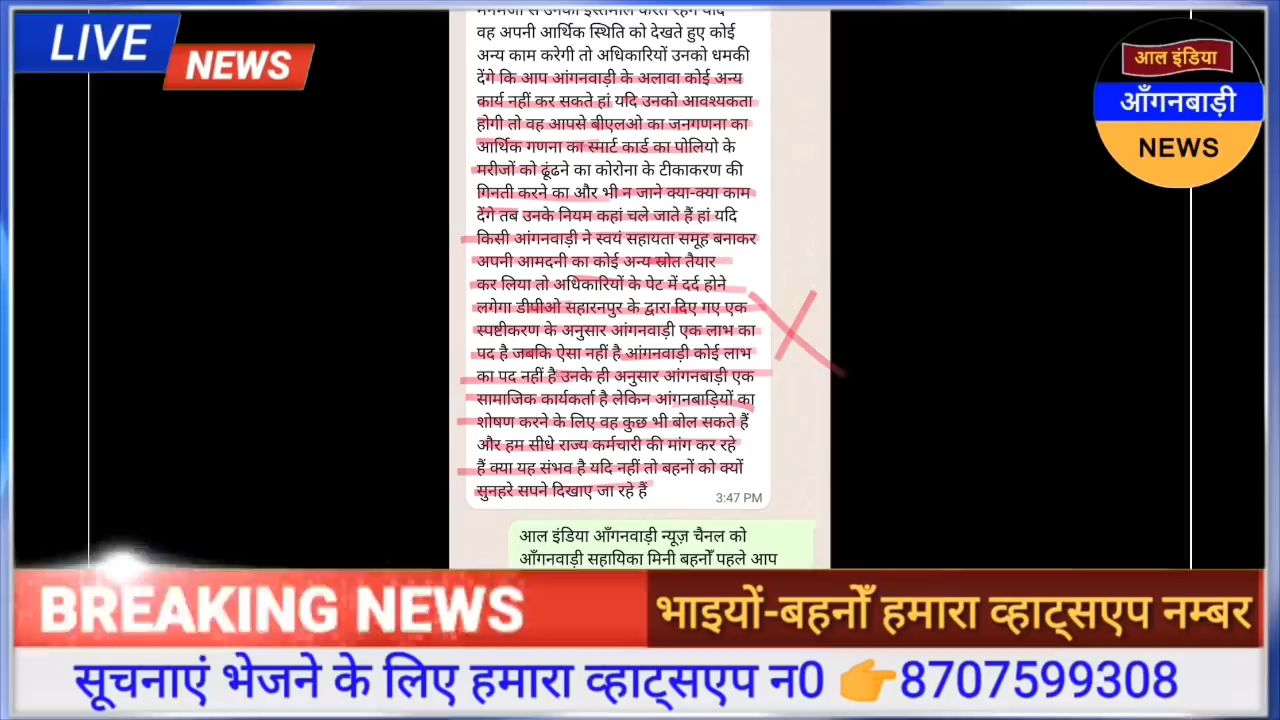 LIVE
NEWS
आल इंडिया
आँगनबाड़ी
NEWS
वह अपनी आर्थिक स्थिति को देखते हुए कोई
अन्य काम करेगी तो अधिकारियों उनको धमकी
देंगे कि आप आंगनवाड़ी के अलावा कोई अन्य
कार्य नहीं कर सकते हां यदि उनको आवश्यकता
होगी तो वह आपसे बीएलओ का जनगणना का
आर्थिक गणना का स्मार्ट कार्ड का पोलियो के
मरीजों को ढूंढने का कोरोना के टीकाकरण की
गिनती करने का और भी न जाने क्या-क्या काम
देंगे तब उनके नियम कहां चले जाते हैं हां यदि
किसी आंगनवाड़ी ने स्वयं सहायता समूह बनाकर
अपनी आमदनी का कोई अन्य स्रोत तैयार
कर लिया तो अधिकारियों के पेट में दर्द होने
लगेगा डीपीओ सहारनपुर के द्वारा दिए गए एक
स्पष्टीकरण के अनुसार आंगनवाड़ी एक लाभ का
पद है जबकि ऐसा नहीं है आंगनवाड़ी कोई लाभ
का पद नहीं है उनके ही अनुसार आंगनबाड़ी एक
सामाजिक कार्यकर्ता है लेकिन आंगनबाड़ियों का
शोषण करने के लिए वह कुछ भी बोल सकते हैं
और हम सीधे राज्य कर्मचारी की मांग कर रहे
हैं क्या यह संभव है यदि नहीं तो बहनों को क्यों
सुनहरे सपने दिखाए जा रहे हैं
3:47 PM
आल इंडिया आँगनवाड़ी न्यूज़ चैनल को
आँगनवाड़ी सहायिका मिनी बहनोँ पहले आप
BREAKING NEWS
भाइयों-बहनोँ हमारा व्हाट्सएप नम्बर
सूचनाएं भेजने के लिए हमारा व्हाट्सएप न0 👉8707599308